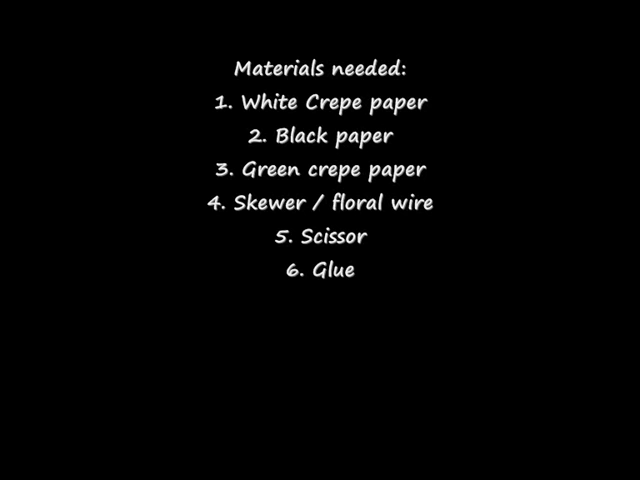 Materials needed:
1. White Crepe paper
2. Black paper
3. Green crepe paper
4. Skewer / floral wire
5. Scissor
6. Glue